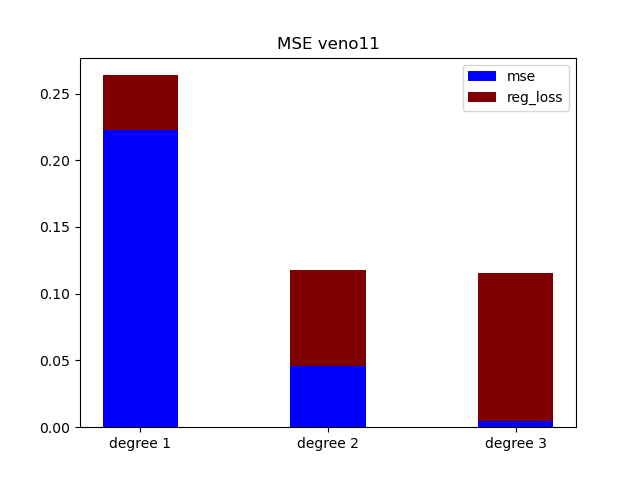 MSE veno11
mse
reg_loss
0.25
0.20
0.15
0.10
0.05
0.00
degree 1
degree 2
degree 3